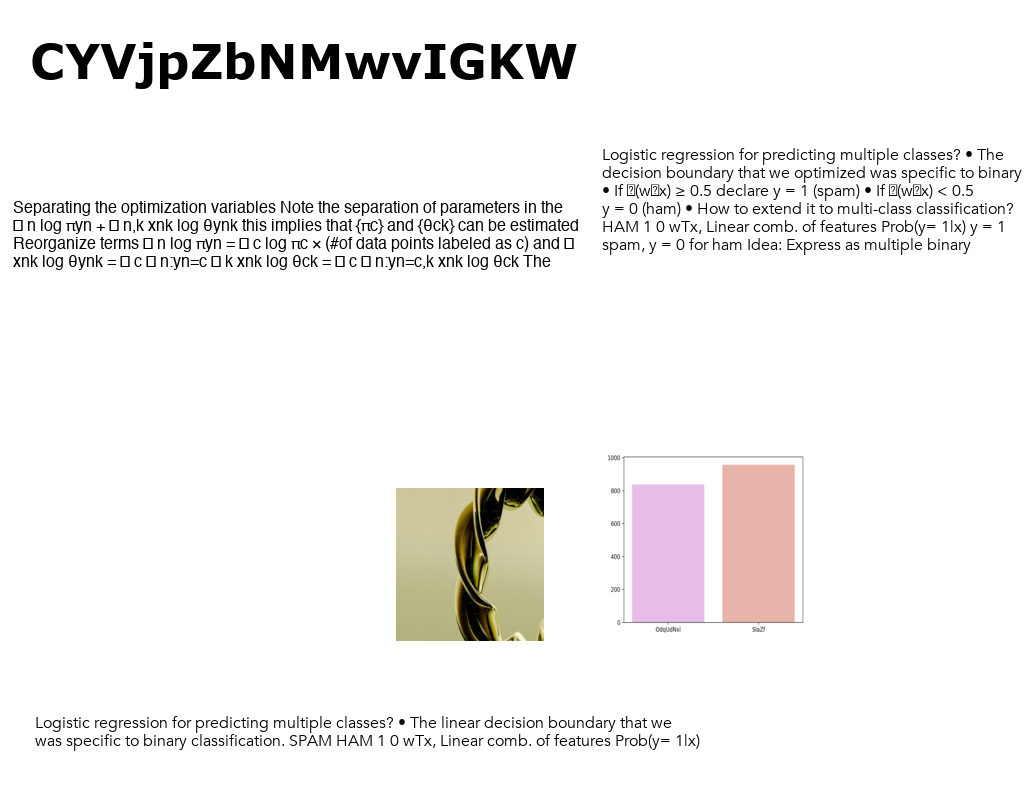 CYVjpZbNMwvIGKW
Separating the optimization variables Note the separation of parameters in the
□ n log πyn + □ n,k xnk log θynk this implies that {πc} and {θck} can be estimated
Reorganize terms □ n log πyn = □ c log πc × (#of data points labeled as c) and □
xnk log θynk = □ c □ n:yn=c □ k xnk log θck = □ c □ n:yn=c,k xnk log θck The
Logistic regression for predicting multiple classes? • The
decision boundary that we optimized was specific to binary
• If □(w□x) ≥ 0.5 declare y = 1 (spam) • If □(w□x) < 0.5
y = 0 (ham) • How to extend it to multi-class classification?
HAM 1 0 wTx, Linear comb. of features Prob(y= 1|x) y = 1
spam, y = 0 for ham Idea: Express as multiple binary
1000
800
600
400
200
0
OdqUdNxI SlaZf
Logistic regression for predicting multiple classes? • The linear decision boundary that we
was specific to binary classification. SPAM HAM 1 0 wTx, Linear comb. of features Prob(y= 1|x)